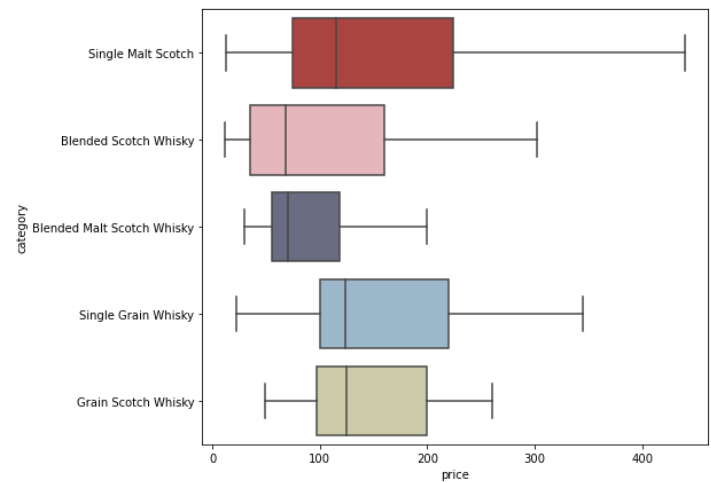 Single Malt Scotch
Blended Scotch Whisky
Blended Malt Scotch Whisky
Single Grain Whisky
Grain Scotch Whisky
category
0 100 200 300 400
price